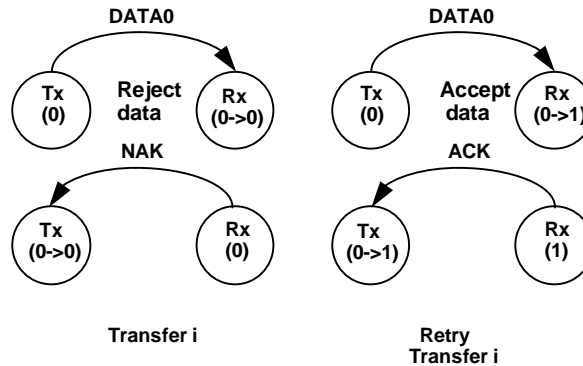 DATA0
Tx
(0)
Reject
data
Rx
(0->0)
NAK
Tx
(0->0)
Rx
(0)
Transfer i
DATA0
Tx
(0)
Accept
data
Rx
(0->1)
ACK
Tx
(0->1)
Rx
(1)
Retry
Transfer i